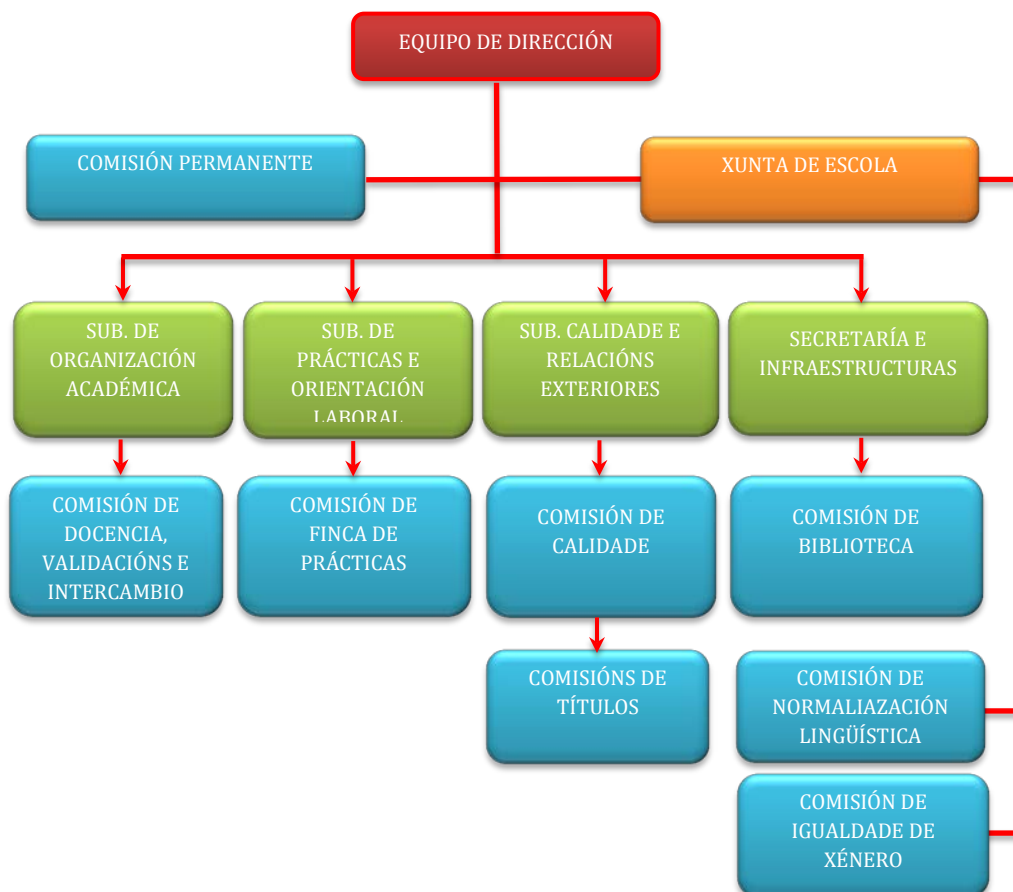 EQUIPO DE DIRECCIÓN
COMISIÓN PERMANENTE
XUNTA DE ESCOLA
SUB. DE
ORGANIZACIÓN
ACADÉMICA
SUB. DE
PRÁCTICAS E
ORIENTACIÓN
LABORAL
SUB. CALIDADE E
RELACIÓNS
EXTERIORES
SECRETARÍA E
INFRAESTRUCTURAS
COMISIÓN DE
DOCENCIA,
VALIDACIÓNS E
INTERCAMBIO
COMISIÓN DE
FINCA DE
PRÁCTICAS
COMISIÓN DE
CALIDADE
COMISIÓN DE
BIBLIOTECA
COMISIÓNS DE
TÍTULOS
COMISIÓN DE
NORMALIAZACIÓN
LINGÜÍSTICA
COMISIÓN DE
IGUALDADE DE
XÉNERO